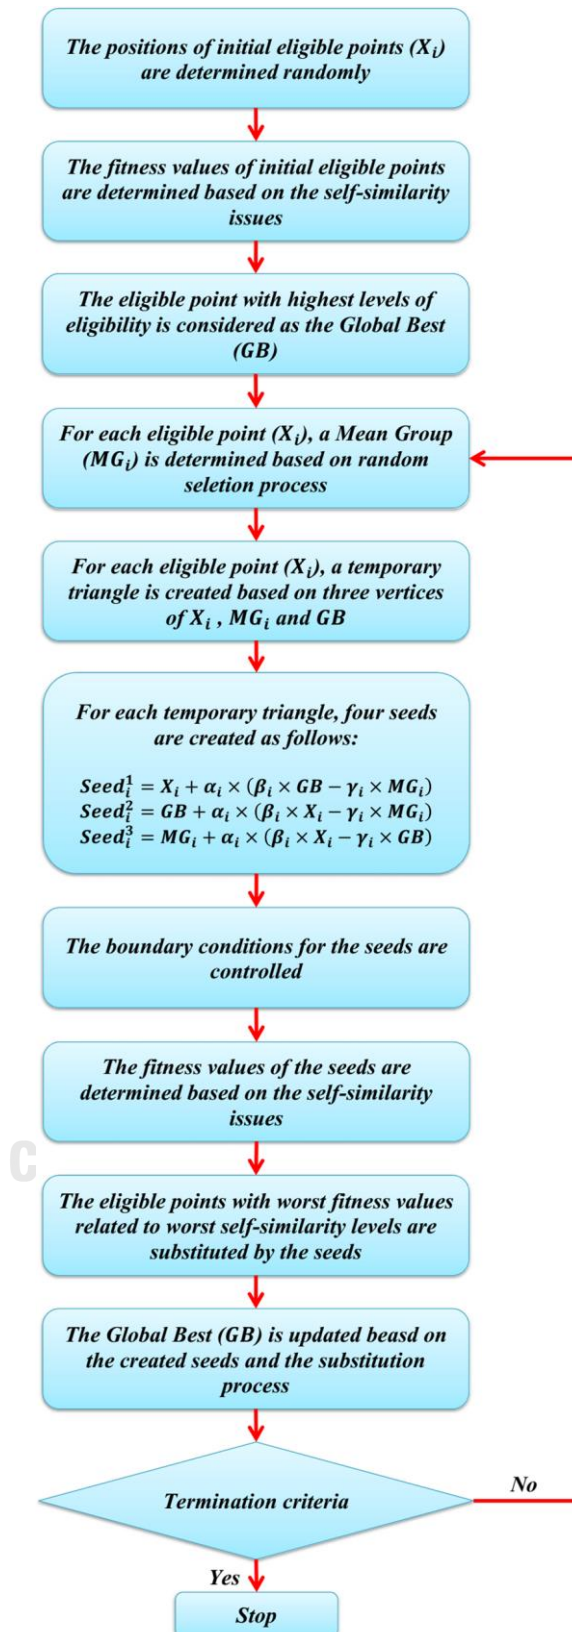 The positions of initial eligible points (Xᵢ)
are determined randomly
The fitness values of initial eligible points
are determined based on the self-similarity
issues
The eligible point with highest levels of
eligibility is considered as the Global Best
(GB)
For each eligible point (Xᵢ), a Mean Group
(MGᵢ) is determined based on random
seletion process
For each eligible point (Xᵢ), a temporary
triangle is created based on three vertices
of Xᵢ , MGᵢ and GB
For each temporary triangle, four seeds
are created as follows:
Seedᵢ¹ = Xᵢ + αᵢ × (βᵢ × GB − γᵢ × MGᵢ)
Seedᵢ² = GB + αᵢ × (βᵢ × Xᵢ − γᵢ × MGᵢ)
Seedᵢ³ = MGᵢ + αᵢ × (βᵢ × Xᵢ − γᵢ × GB)
The boundary conditions for the seeds are
controlled
The fitness values of the seeds are
determined based on the self-similarity
issues
c
The eligible points with worst fitness values
related to worst self-similarity levels are
substituted by the seeds
The Global Best (GB) is updated beasd on
the created seeds and the substitution
process
Termination criteria
No
Yes
Stop